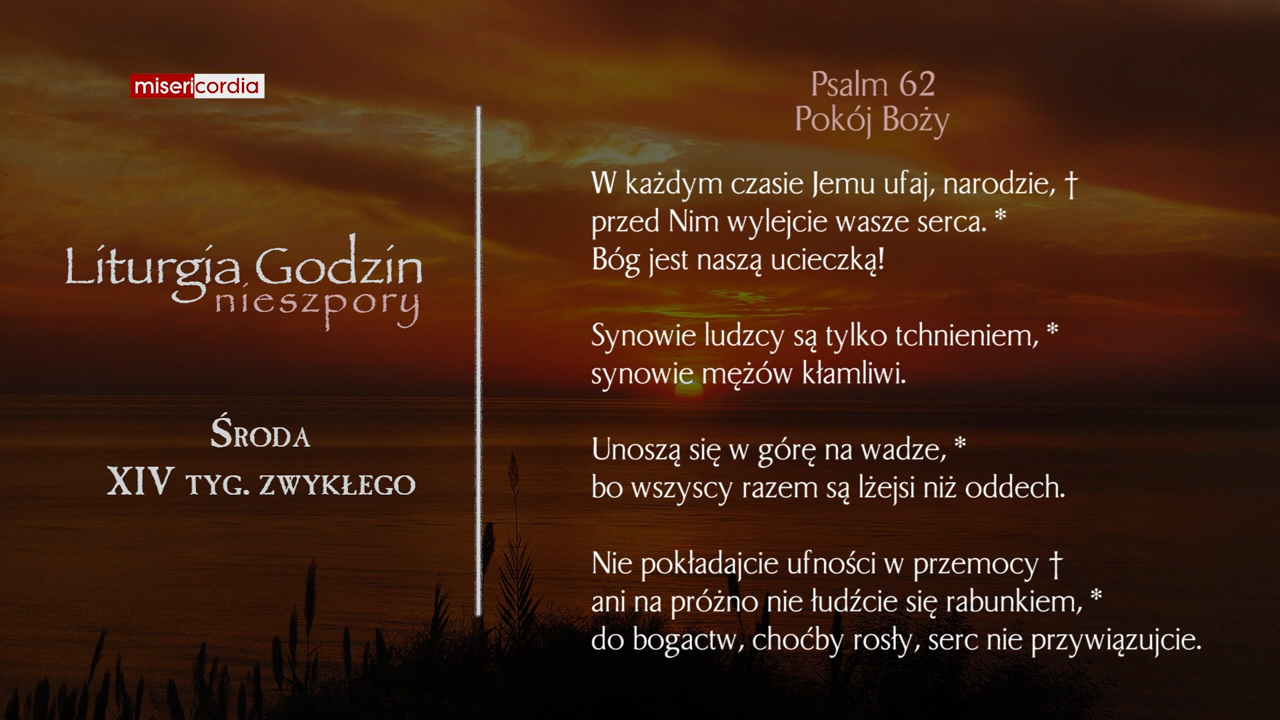 misericordia
Liturgia Godzin
nieszpory
Środa
XIV tyg. zwykłego
Psalm 62
Pokój Boży
W każdym czasie Jemu ufaj, narodzie, †
przed Nim wylejcie wasze serca. *
Bóg jest naszą ucieczką!
Synowie ludzcy są tylko tchnieniem, *
synowie mężów kłamliwi.
Unoszą się w górę na wadze, *
bo wszyscy razem są lżejsi niż oddech.
Nie pokładajcie ufności w przemocy †
ani na próżno nie łudźcie się rabunkiem, *
do bogactw, choćby rosły, serc nie przywiązujcie.